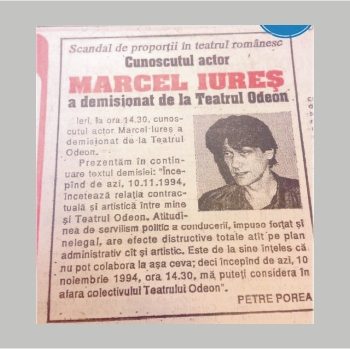 Scandal de proporții în teatrul românesc
Cunoscutul actor
MARCEL IUREȘ
a demisionat de la Teatrul Odeon
Ieri, la ora 14.30, cunos-
cutul actor Marcel Iureș a
demisionat de la Teatrul
Odeon.
Prezentăm în contin-
uare textul demisiei: "Înce-
pînd de azi, 10.11.1994,
încetează relația contrac-
tuală și artistică între mine
și Teatrul Odeon. Atitudi-
nea de servilism politic a conducerii, impuse forțat și
nelegal, are efecte distructive totale atît pe plan
administrativ cît și artistic. Este de la sine înțeles că
nu pot colabora la așa ceva; deci începînd de azi, 10
noiembrie 1994, ora 14.30, mă puteți considera în
afara colectivului Teatrului Odeon".
PETRE POREA